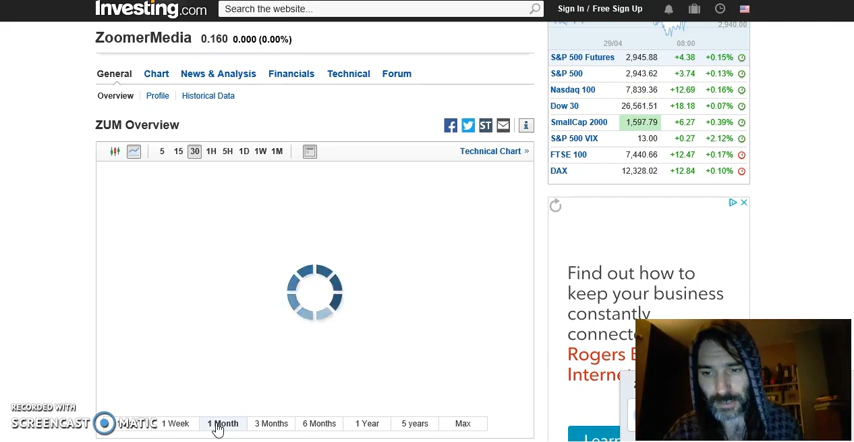 Investing.com
Search the website...
Sign In / Free Sign Up
ZoomerMedia 0.160 0.000 (0.00%)
General Chart News & Analysis Financials Technical Forum
Overview Profile Historical Data
ZUM Overview
5 15 30 1H 5H 1D 1W 1M
Technical Chart »
1 Week 1 Month 3 Months 6 Months 1 Year 5 years Max
2,940.00
29/04 08:00
S&P 500 Futures 2,945.88 +4.38 +0.15%
S&P 500 2,943.62 +3.74 +0.13%
Nasdaq 100 7,839.36 +12.69 +0.16%
Dow 30 26,561.51 +18.18 +0.07%
SmallCap 2000 1,597.79 +6.27 +0.39%
S&P 500 VIX 13.00 +0.27 +2.12%
FTSE 100 7,440.66 +12.47 +0.17%
DAX 12,328.02 +12.84 +0.10%
Find out how to
keep your business
constantly
connecte
Rogers B
Interne
Learn
RECORDED WITH
SCREENCAST MATIC